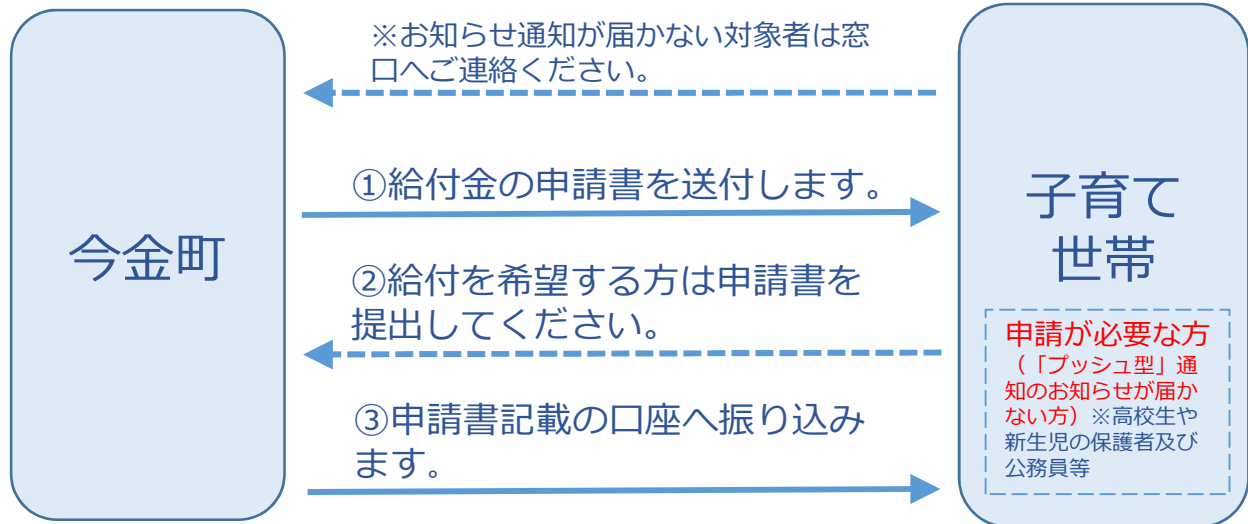 今金町
※お知らせ通知が届かない対象者は窓
口へご連絡ください。
①給付金の申請書を送付します。
②給付を希望する方は申請書を
提出してください。
③申請書記載の口座へ振り込み
ます。
子育て
世帯
申請が必要な方
（「プッシュ型」通
知のお知らせが届か
ない方）※高校生や
新生児の保護者及び
公務員等